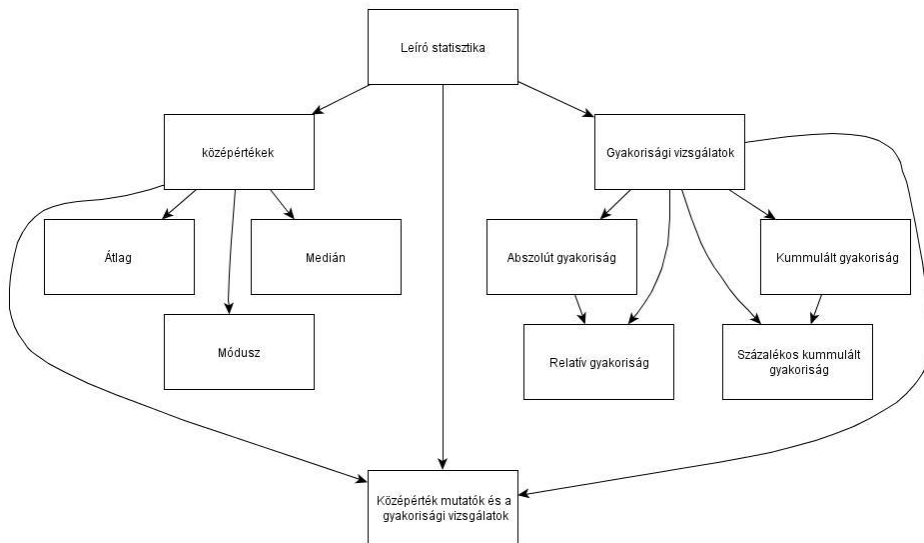 Leíró statisztika
középértékek
Gyakorisági vizsgálatok
Átlag
Medián
Abszolút gyakoriság
Kummulált gyakoriság
Módusz
Relatív gyakoriság
Százalékos kummulált
gyakoriság
Középérték mutatók és a
gyakorisági vizsgálatok